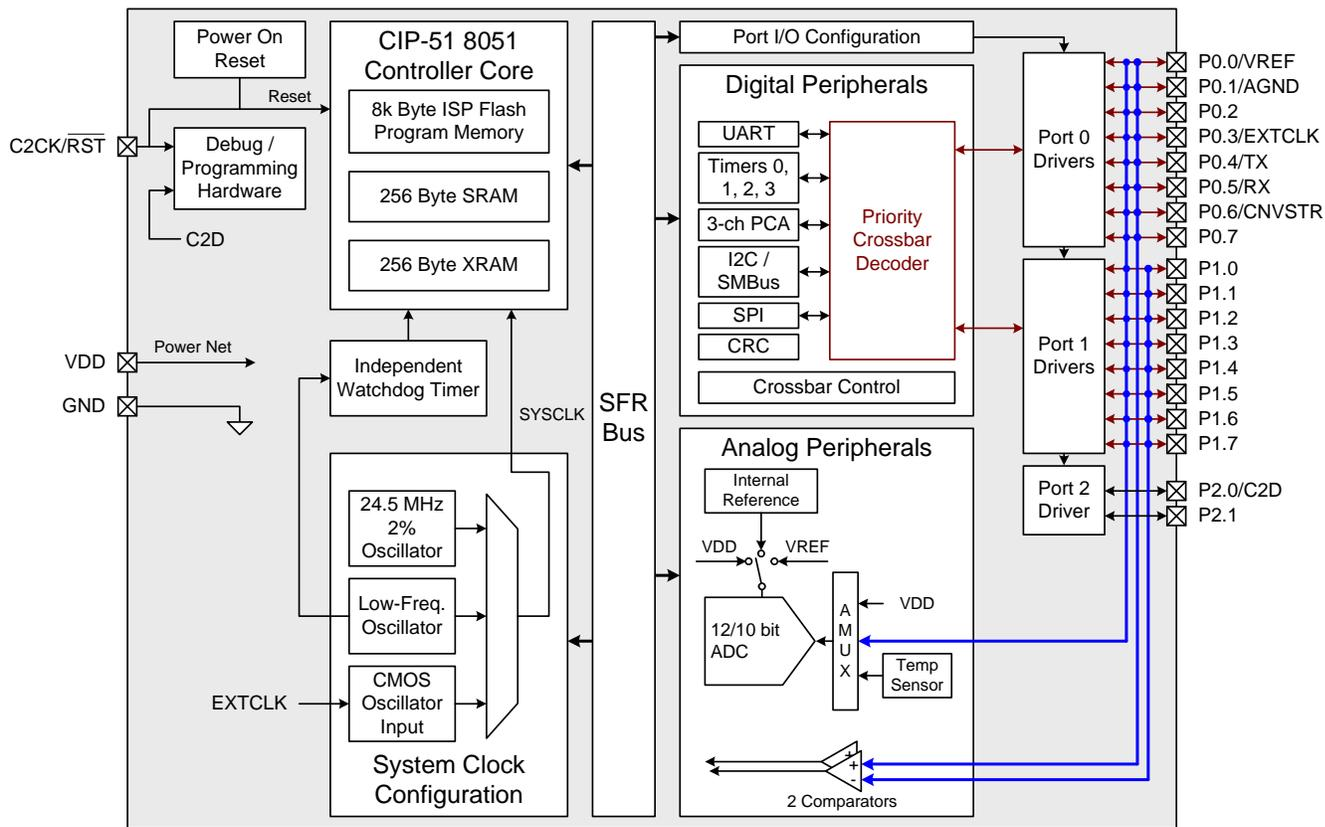 Power On
Reset
Reset
C2CK/RST
Debug /
Programming
Hardware
C2D
VDD
Power Net
GND
CIP-51 8051
Controller Core
8k Byte ISP Flash
Program Memory
256 Byte SRAM
256 Byte XRAM
Independent
Watchdog Timer
SYSCLK
24.5 MHz
2%
Oscillator
Low-Freq.
Oscillator
EXTCLK
CMOS
Oscillator
Input
System Clock
Configuration
SFR
Bus
Port I/O Configuration
Digital Peripherals
UART
Timers 0,
1, 2, 3
3-ch PCA
I2C /
SMBus
SPI
CRC
Priority
Crossbar
Decoder
Crossbar Control
Analog Peripherals
Internal
Reference
VDD
VREF
12/10 bit
ADC
A
M
U
X
VDD
Temp
Sensor
+
+
-
2 Comparators
Port 0
Drivers
Port 1
Drivers
Port 2
Driver
P0.0/VREF
P0.1/AGND
P0.2
P0.3/EXTCLK
P0.4/TX
P0.5/RX
P0.6/CNVSTR
P0.7
P1.0
P1.1
P1.2
P1.3
P1.4
P1.5
P1.6
P1.7
P2.0/C2D
P2.1